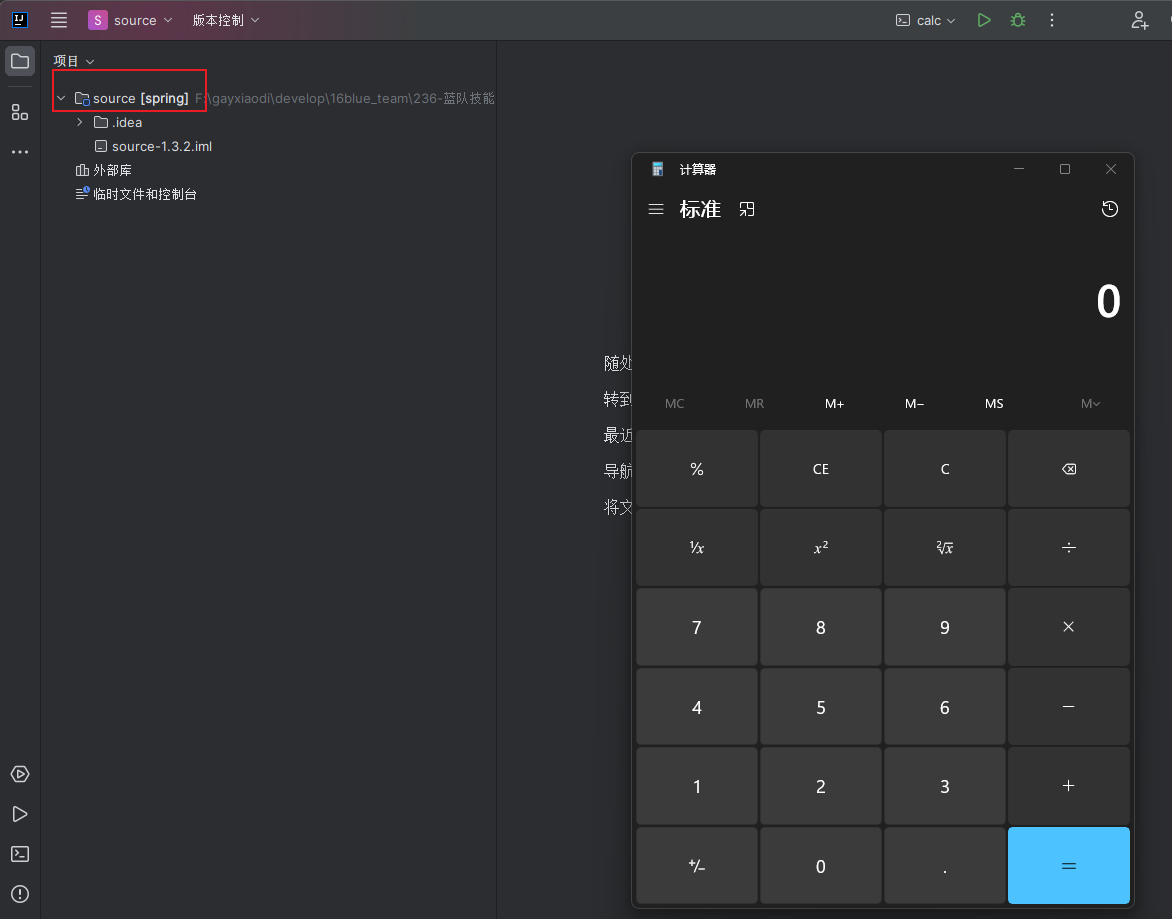 IJ
S source 版本控制 calc
项目
source [spring] F:\gayxiaodi\develop\16blue_team\236-蓝队技能
.idea
source-1.3.2.iml
外部库
临时文件和控制台
随处
转到
最近
导航
将文
计算器
标准
0
MC MR M+ M− MS M
% CE C
¹/x x² ²√x ÷
7 8 9 ×
4 5 6 −
1 2 3 +
+/− 0 . =